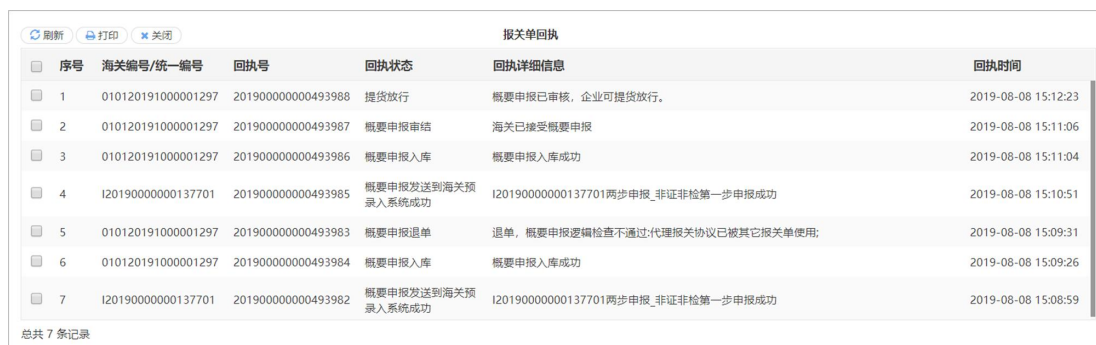 刷新 打印 关闭 报关单回执
序号 海关编号/统一编号 回执号 回执状态 回执详细信息 回执时间
1 010120191000001297 201900000000493988 提货放行 概要申报已审核，企业可提货放行。 2019-08-08 15:12:23
2 010120191000001297 201900000000493987 概要申报审结 海关已接受概要申报 2019-08-08 15:11:06
3 010120191000001297 201900000000493986 概要申报入库 概要申报入库成功 2019-08-08 15:11:04
4 I20190000000137701 201900000000493985 概要申报发送到海关预 I20190000000137701两步申报_非证非检第一步申报成功 2019-08-08 15:10:51
录入系统成功
5 010120191000001297 201900000000493983 概要申报退单 退单，概要申报逻辑检查不通过:代理报关协议已被其它报关单使用; 2019-08-08 15:09:31
6 010120191000001297 201900000000493984 概要申报入库 概要申报入库成功 2019-08-08 15:09:26
7 I20190000000137701 201900000000493982 概要申报发送到海关预 I20190000000137701两步申报_非证非检第一步申报成功 2019-08-08 15:08:59
录入系统成功
总共 7 条记录